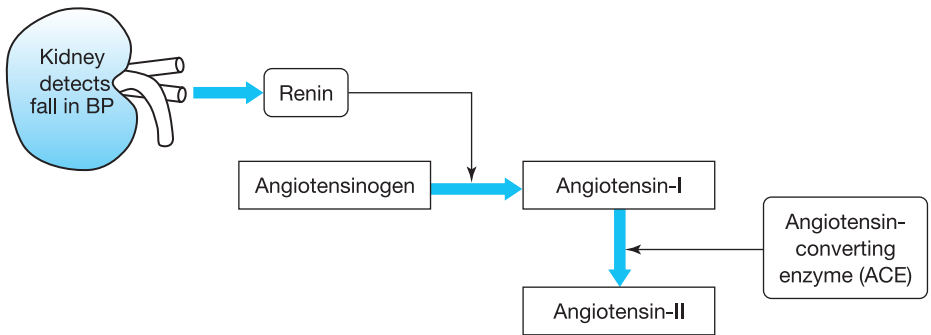 Kidney
detects
fall in BP
Renin
Angiotensinogen
Angiotensin-I
Angiotensin-
converting
enzyme (ACE)
Angiotensin-II